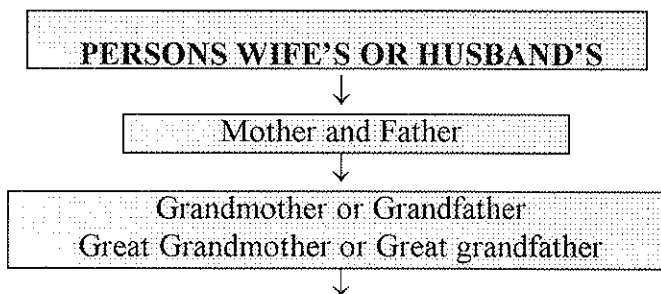 PERSONS WIFE'S OR HUSBAND'S
Mother and Father
Grandmother or Grandfather
Great Grandmother or Great grandfather